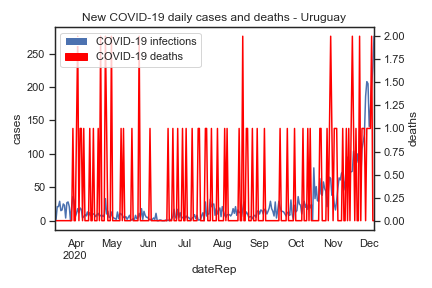 New COVID-19 daily cases and deaths - Uruguay
COVID-19 infections
COVID-19 deaths
cases
250
200
150
100
50
0
deaths
2.00
1.75
1.50
1.25
1.00
0.75
0.50
0.25
0.00
Apr May Jun Jul Aug Sep Oct Nov Dec
2020
dateRep